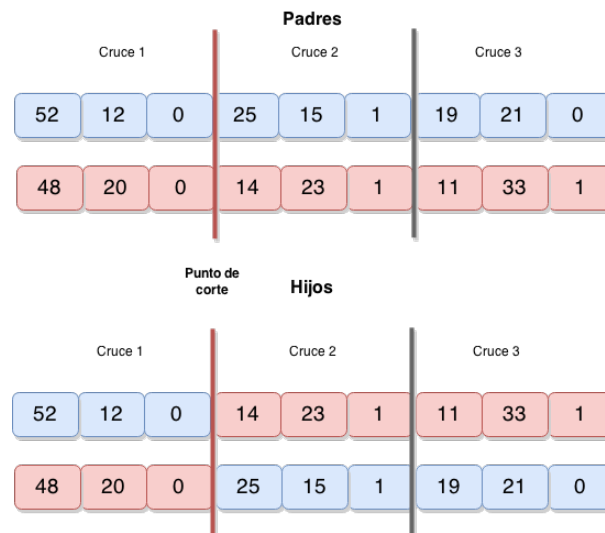 Padres
Cruce 1 Cruce 2 Cruce 3
52 12 0 25 15 1 19 21 0
48 20 0 14 23 1 11 33 1
Punto de
corte
Hijos
Cruce 1 Cruce 2 Cruce 3
52 12 0 14 23 1 11 33 1
48 20 0 25 15 1 19 21 0